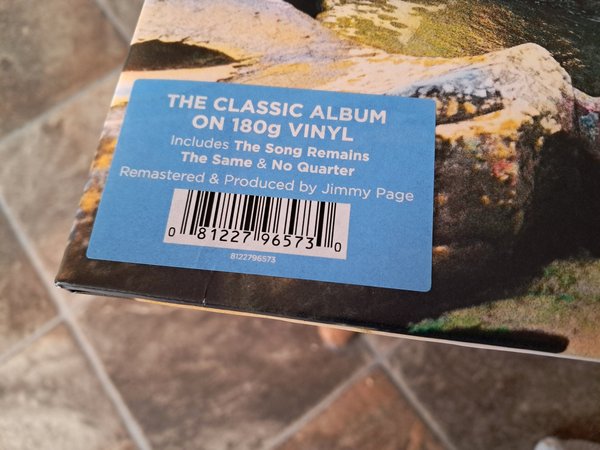 THE CLASSIC ALBUM
ON 180g VINYL
Includes The Song Remains
The Same & No Quarter
Remastered & Produced by Jimmy Page
0 81227 96573 0
8122796573